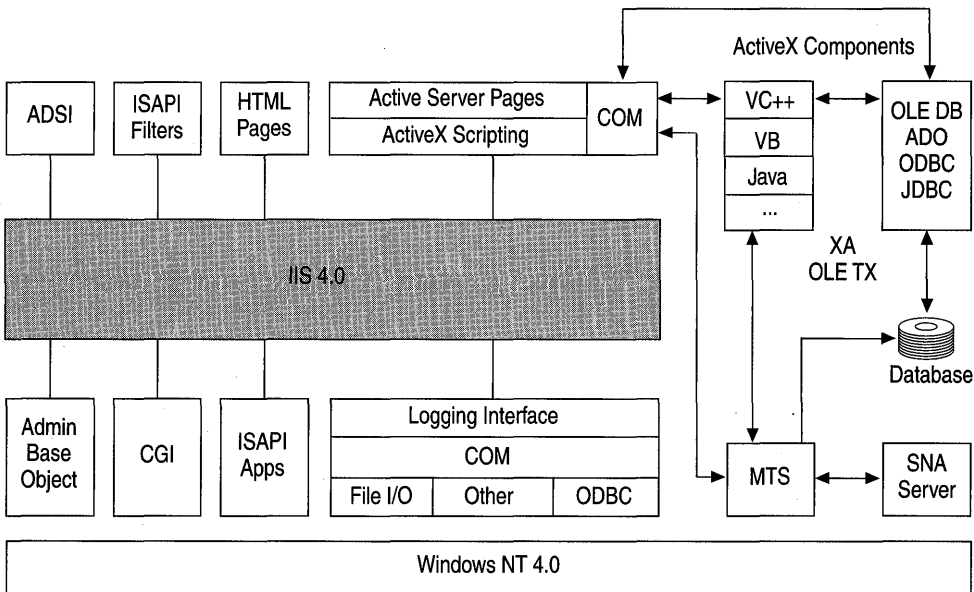 ActiveX Components
ADSI
ISAPI
Filters
HTML
Pages
Active Server Pages
ActiveX Scripting
COM
VC++
VB
Java
...
OLE DB
ADO
ODBC
JDBC
IIS 4.0
XA
OLE TX
Database
Admin
Base
Object
CGI
ISAPI
Apps
Logging Interface
COM
File I/O
Other
ODBC
MTS
SNA
Server
Windows NT 4.0